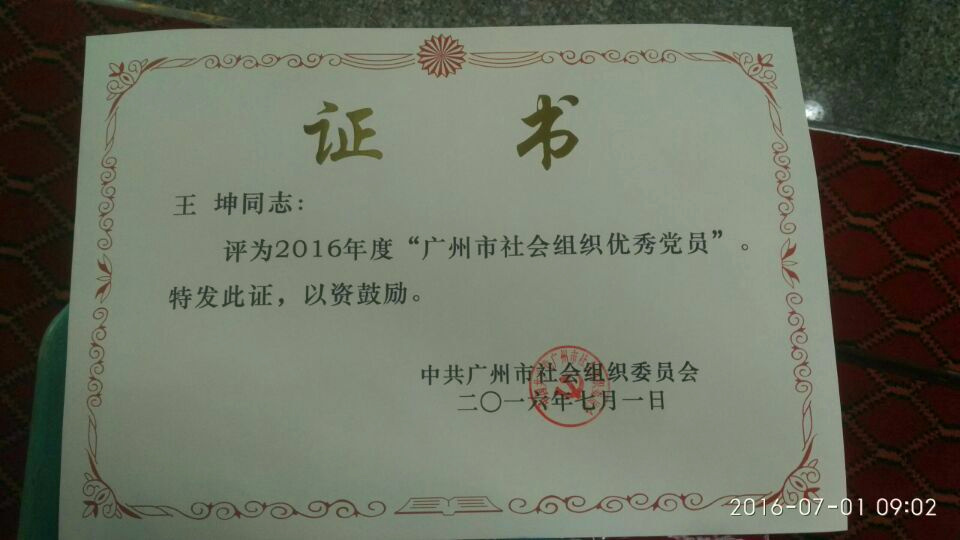 证 书
王 坤同志:
评为2016年度“广州市社会组织优秀党员”。
特发此证，以资鼓励。
中共广州市社会组织委员会
二〇一六年七月一日
2016-07-01 09:02